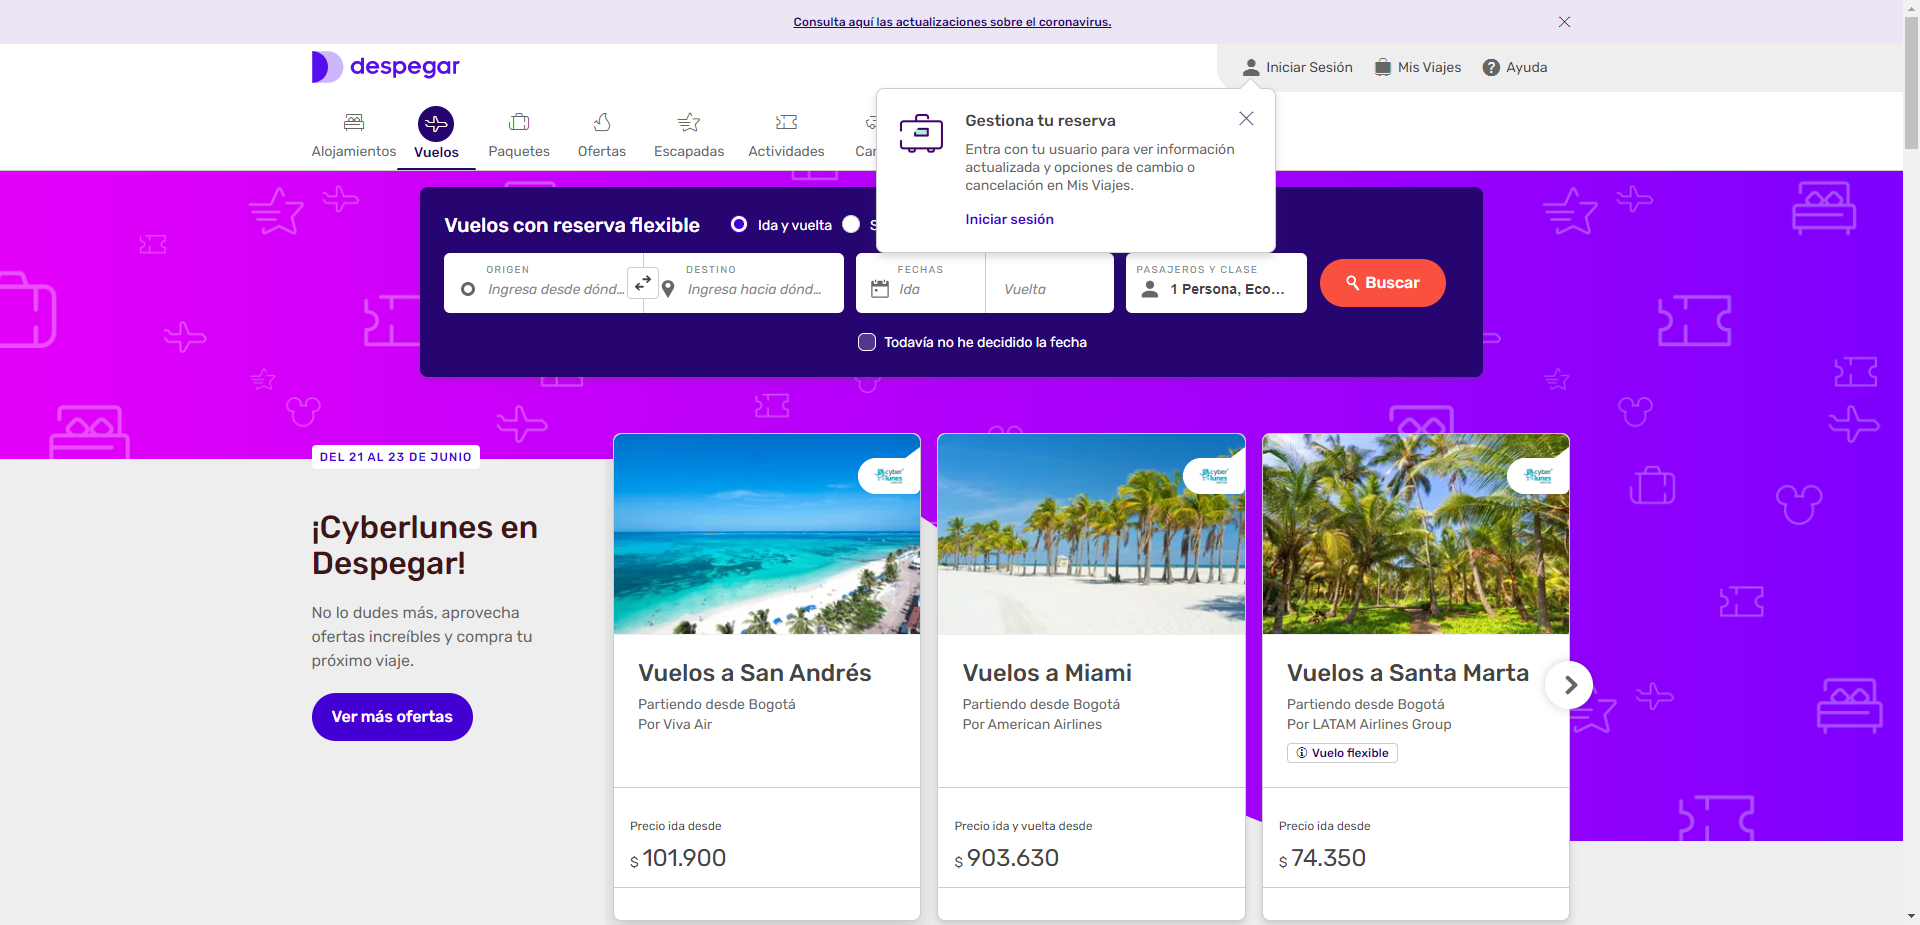 Consulta aquí las actualizaciones sobre el coronavirus.
despegar
Iniciar Sesión
Mis Viajes
Ayuda
Alojamientos
Vuelos
Paquetes
Ofertas
Escapadas
Actividades
Gestiona tu reserva
Entra con tu usuario para ver información
actualizada y opciones de cambio o
cancelación en Mis Viajes.
Iniciar sesión
Vuelos con reserva flexible
Ida y vuelta
ORIGEN
Ingresa desde dónd...
DESTINO
Ingresa hacia dónd...
FECHAS
Ida
Vuelta
PASAJEROS Y CLASE
1 Persona, Eco...
Buscar
Todavía no he decidido la fecha
DEL 21 AL 23 DE JUNIO
¡Cyberlunes en
Despegar!
No lo dudes más, aprovecha
ofertas increíbles y compra tu
próximo viaje.
Ver más ofertas
cyber
lunes
Vuelos a San Andrés
Partiendo desde Bogotá
Por Viva Air
Precio ida desde
$ 101.900
cyber
lunes
Vuelos a Miami
Partiendo desde Bogotá
Por American Airlines
Precio ida y vuelta desde
$ 903.630
cyber
lunes
Vuelos a Santa Marta
Partiendo desde Bogotá
Por LATAM Airlines Group
Vuelo flexible
Precio ida desde
$ 74.350